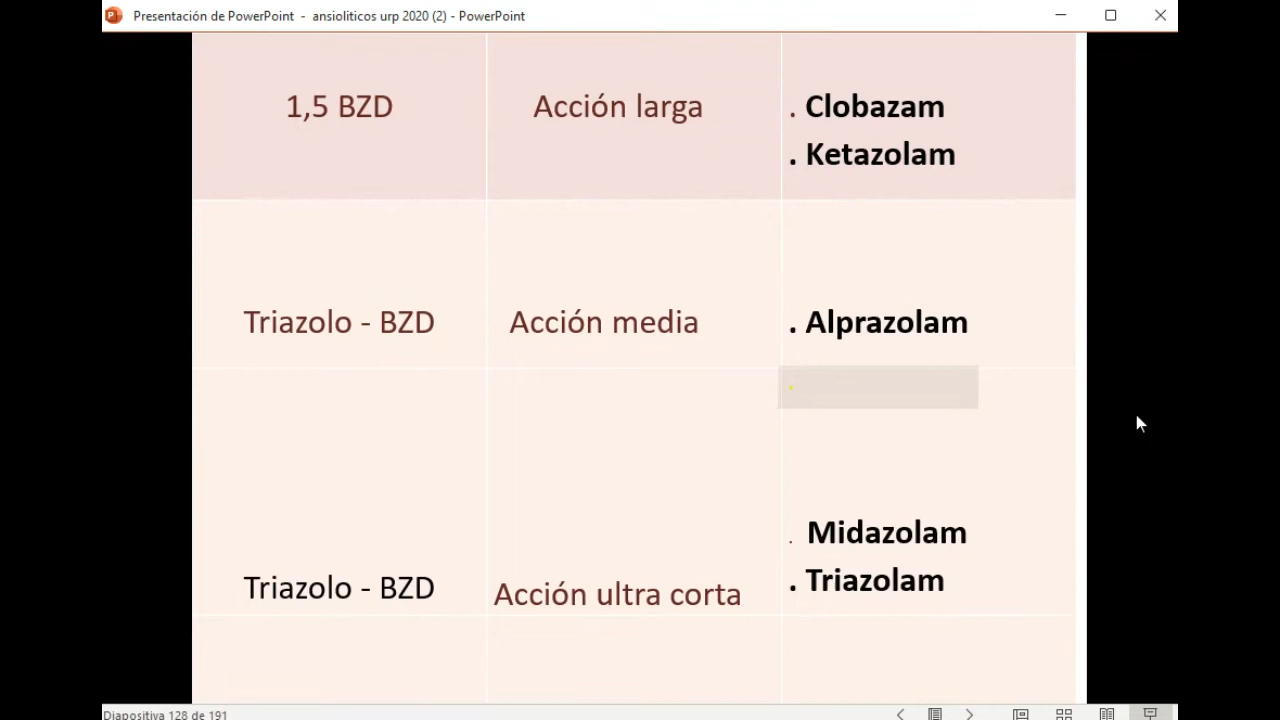 Presentación de PowerPoint - ansioliticos urp 2020 (2) - PowerPoint
1,5 BZD
Acción larga
. Clobazam
. Ketazolam
Triazolo - BZD
Acción media
. Alprazolam
.
. Midazolam
. Triazolam
Triazolo - BZD
Acción ultra corta
Diapositiva 128 de 191